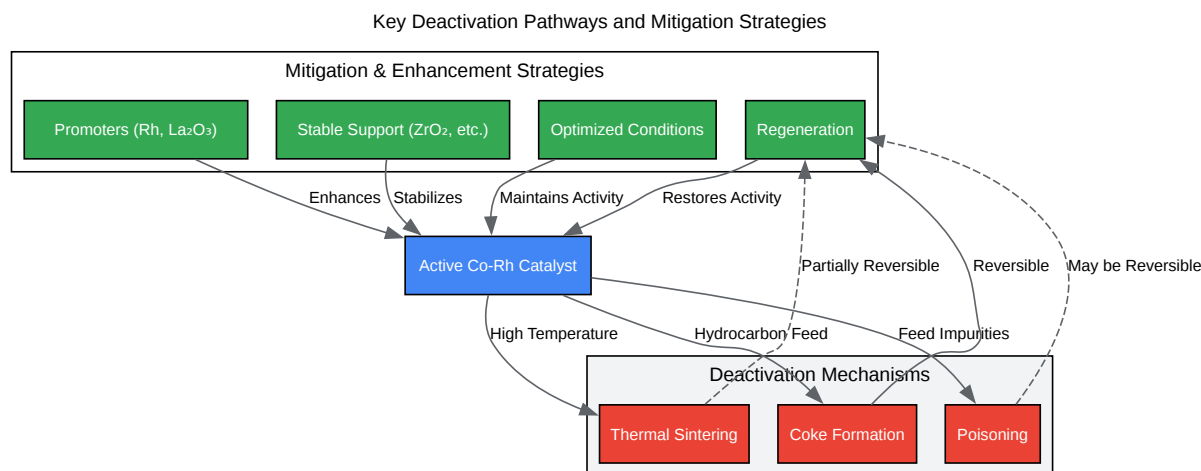 Key Deactivation Pathways and Mitigation Strategies
Mitigation & Enhancement Strategies
Promoters (Rh, La₂O₃)
Stable Support (ZrO₂, etc.)
Optimized Conditions
Regeneration
Enhances
Stabilizes
Maintains Activity
Restores Activity
Active Co-Rh Catalyst
Partially Reversible
Reversible
May be Reversible
High Temperature
Hydrocarbon Feed
Feed Impurities
Deactivation Mechanisms
Thermal Sintering
Coke Formation
Poisoning